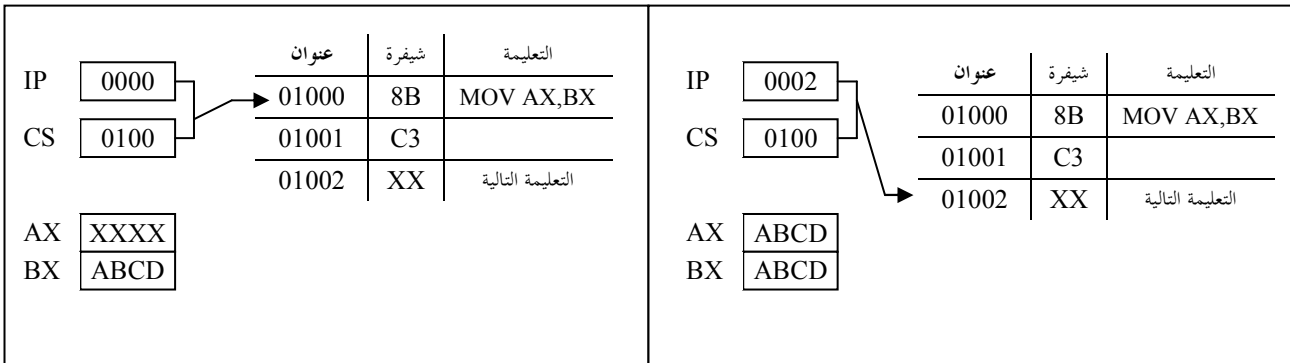 عنوان شيفرة التعليمة
IP 0000
01000 8B MOV AX,BX
CS 0100
01001 C3
01002 XX التعليمة التالية
AX XXXX
BX ABCD
عنوان شيفرة التعليمة
IP 0002
01000 8B MOV AX,BX
CS 0100
01001 C3
01002 XX التعليمة التالية
AX ABCD
BX ABCD